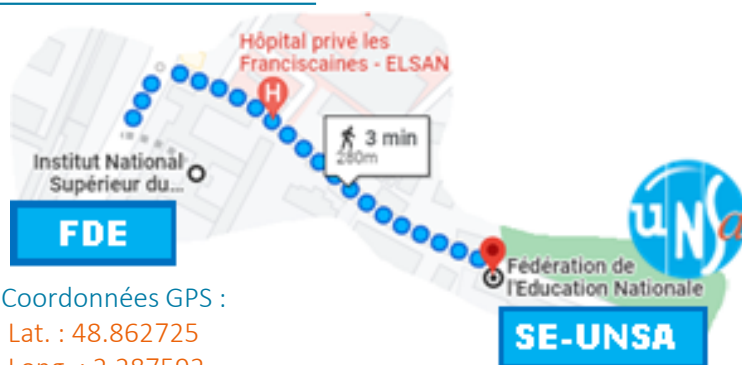 Hôpital privé les
Franciscaines - ELSAN
H
3 min
280m
Institut National
Supérieur du...
FDE
uNSa
Fédération de
l'Education Nationale
SE-UNSA
Coordonnées GPS :
Lat. : 48.862725